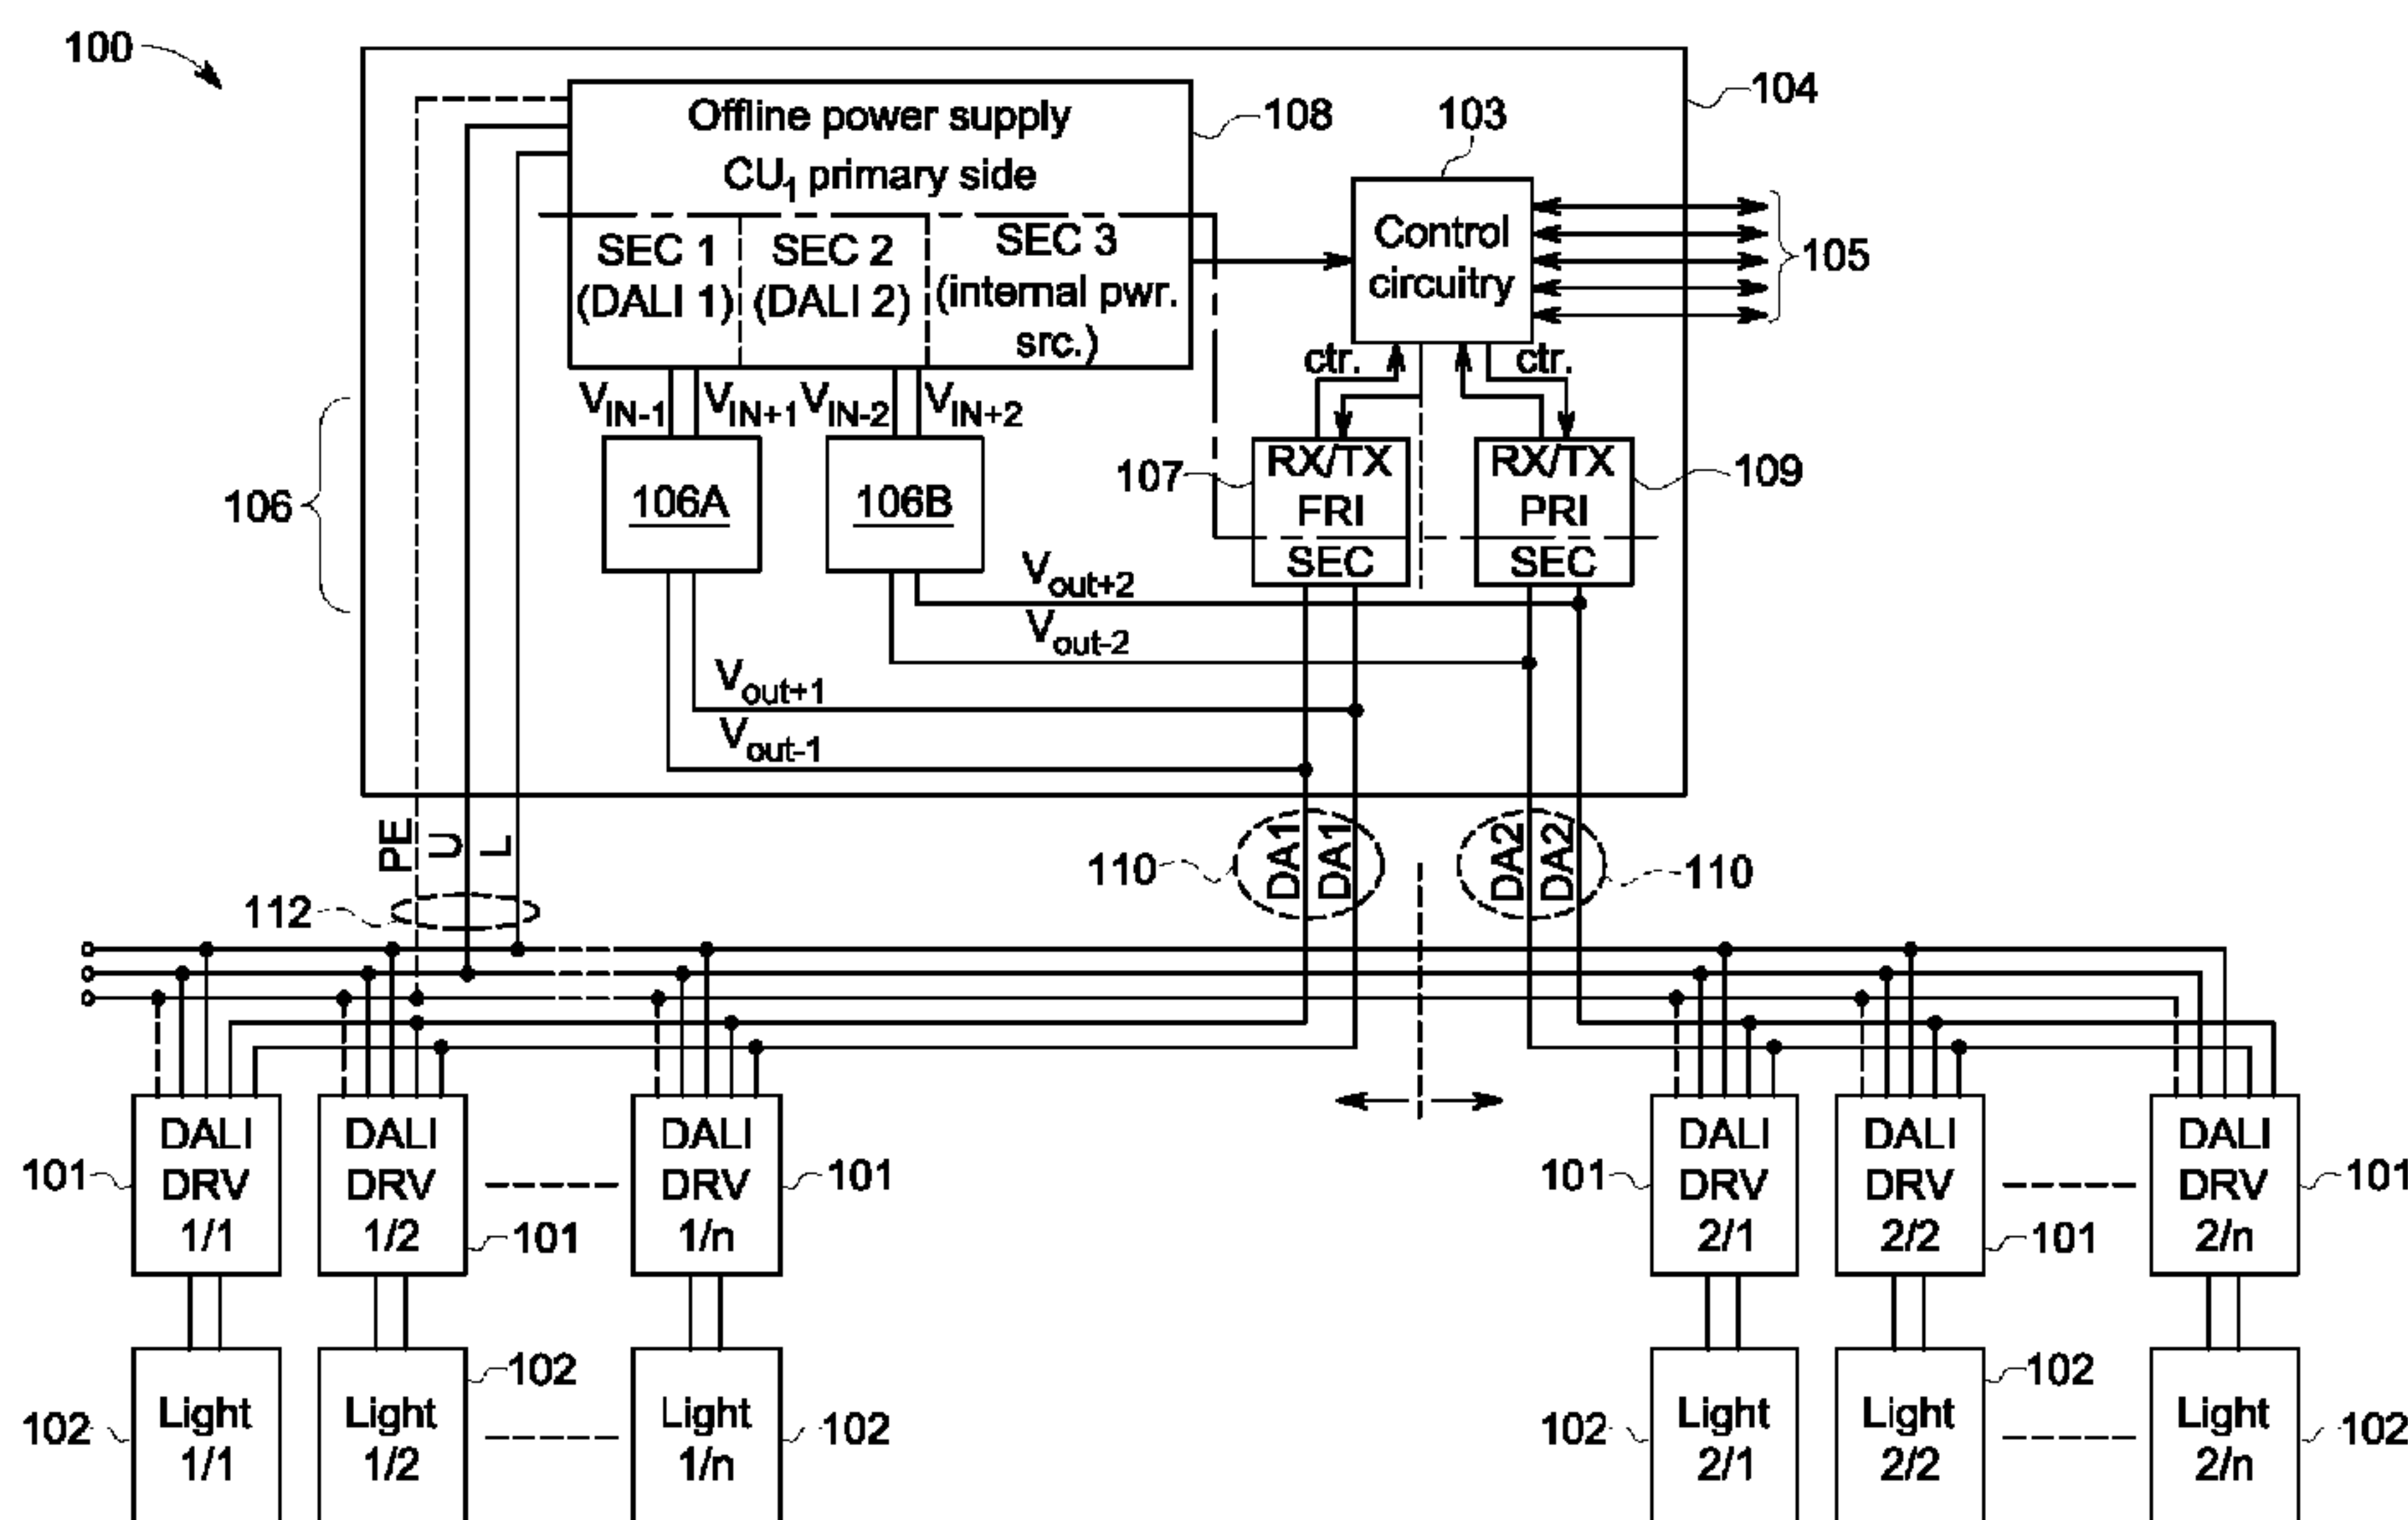 100
104
Offline power supply
CU1 primary side
108
103
SEC 1
(DALI 1)
SEC 2
(DALI 2)
SEC 3
(internal pwr.
src.)
Control
circuitry
105
ctr.
ctr.
VIN-1
VIN+1
VIN-2
VIN+2
106
106A
106B
107
RX/TX
FRI
SEC
RX/TX
PRI
SEC
109
Vout+2
Vout-2
Vout+1
Vout-1
PE
U
L
112
110
DA1
DA1
DA2
DA2
110
101
DALI
DRV
1/1
DALI
DRV
1/2
101
DALI
DRV
1/n
101
101
DALI
DRV
2/1
DALI
DRV
2/2
101
DALI
DRV
2/n
101
102
Light
1/1
Light
1/2
102
Light
1/n
102
102
Light
2/1
Light
2/2
102
Light
2/n
102